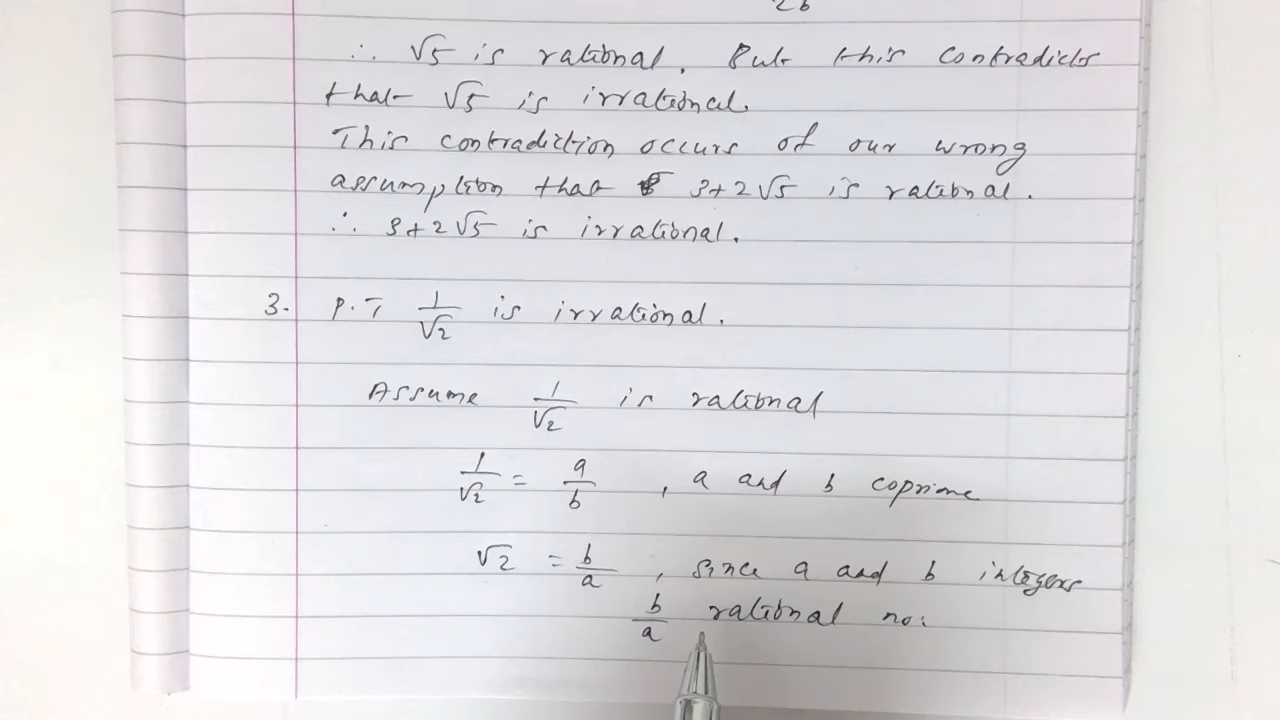 2b
∴ √5 is rational. But this contradicts
that √5 is irrational.
This contradiction occurs of our wrong
assumption that 3+2√5 is rational.
∴ 3+2√5 is irrational.
3. P.T 1/√2 is irrational.
Assume 1/√2 is rational
1/√2 = a/b , a and b coprime
√2 = b/a , since a and b integers
b/a rational no: